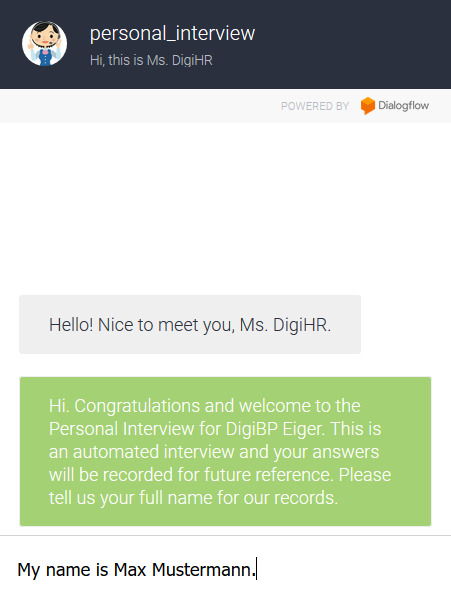 personal_interview
Hi, this is Ms. DigiHR
POWERED BY Dialogflow
Hello! Nice to meet you, Ms. DigiHR.
Hi. Congratulations and welcome to the
Personal Interview for DigiBP Eiger. This is
an automated interview and your answers
will be recorded for future reference. Please
tell us your full name for our records.
My name is Max Mustermann.